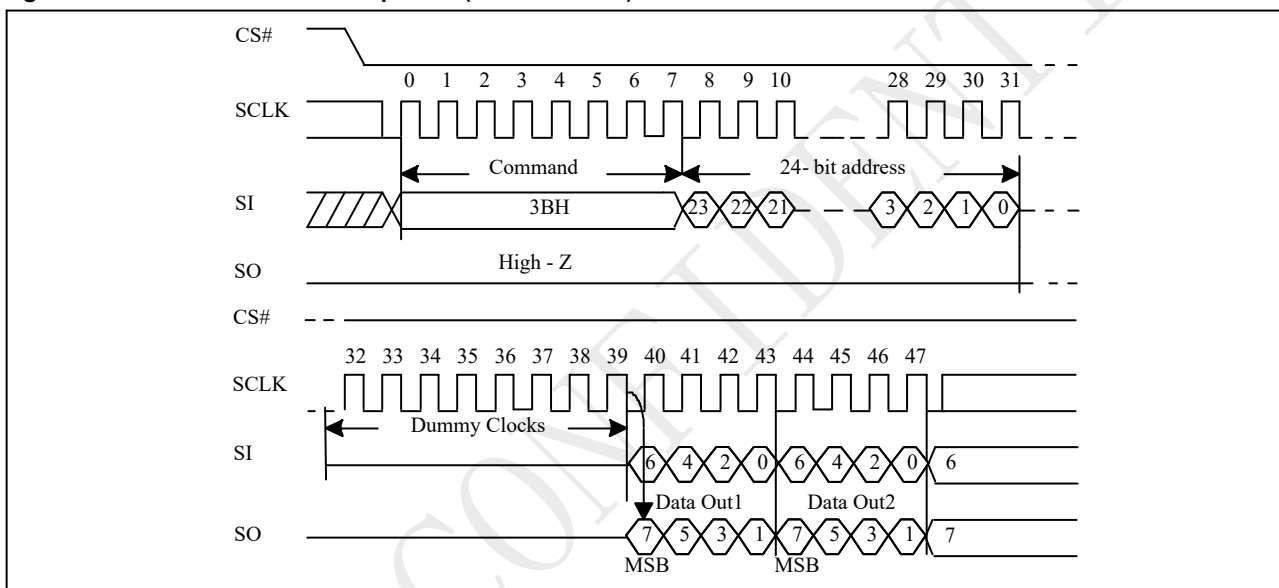 CS#
0 1 2 3 4 5 6 7 8 9 10 28 29 30 31
SCLK
Command 24- bit address
SI 3BH 23 22 21 3 2 1 0
High - Z
SO
CS#
32 33 34 35 36 37 38 39 40 41 42 43 44 45 46 47
SCLK
Dummy Clocks
SI 6 4 2 0 6 4 2 0 6
Data Out1 Data Out2
SO 7 5 3 1 7 5 3 1 7
MSB MSB